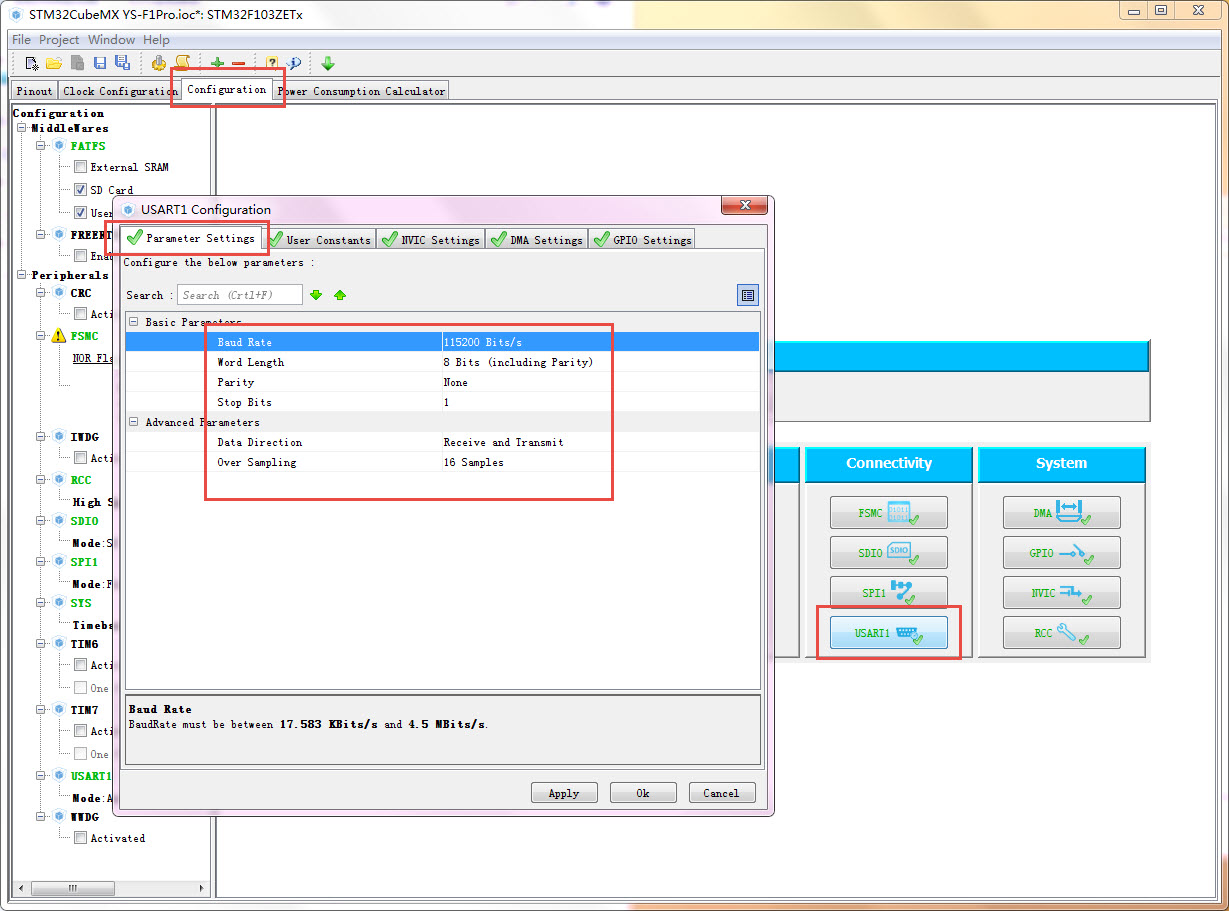 STM32CubeMX YS-F1Pro.ioc*: STM32F103ZETx
File Project Window Help
Pinout Clock Configuration Configuration Power Consumption Calculator
Configuration
MiddleWares
FATFS
External SRAM
SD Card
User
FREERT
Ena
Peripherals
CRC
Acti
FSMC
NOR Fl
IWDG
Acti
RCC
High S
SDIO
Mode:S
SPI1
Mode:F
SYS
Timebs
TIM6
Acti
One
TIM7
Acti
One
USART1
Mode:A
WWDG
Activated
USART1 Configuration
Parameter Settings User Constants NVIC Settings DMA Settings GPIO Settings
Configure the below parameters :
Search : Search (Crtl+F)
Basic Parameters
Baud Rate 115200 Bits/s
Word Length 8 Bits (including Parity)
Parity None
Stop Bits 1
Advanced Parameters
Data Direction Receive and Transmit
Over Sampling 16 Samples
Baud Rate
BaudRate must be between 17.583 KBits/s and 4.5 MBits/s.
Apply Ok Cancel
Connectivity
FSMC
SDIO SDIO
SPI1
USART1
System
DMA
GPIO
NVIC
RCC